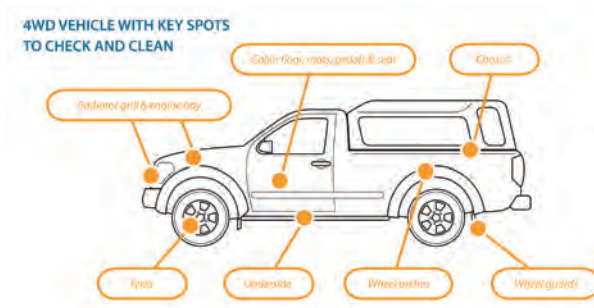 4WD VEHICLE WITH KEY SPOTS
TO CHECK AND CLEAN
Cabin floor, mats, pedals & seat
Chassis
Radiator grill & engine bay
Tyres
Underside
Wheel arches
Wheel guards